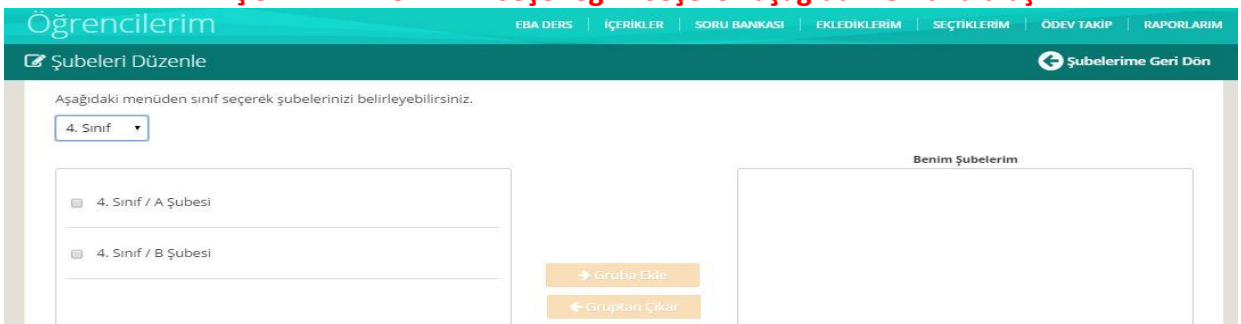 Öğrencilerim
EBA DERS
İÇERİKLER
SORU BANKASI
EKLEDİKLERİM
SEÇTİKLERİM
ÖDEV TAKİP
RAPORLARIM
Şubeleri Düzenle
Şubelerime Geri Dön
Aşağıdaki menüden sınıf seçerek şubelerinizi belirleyebilirsiniz.
4. Sınıf
Benim Şubelerim
4. Sınıf / A Şubesi
4. Sınıf / B Şubesi
Gruba Ekle
Gruptan Çıkar